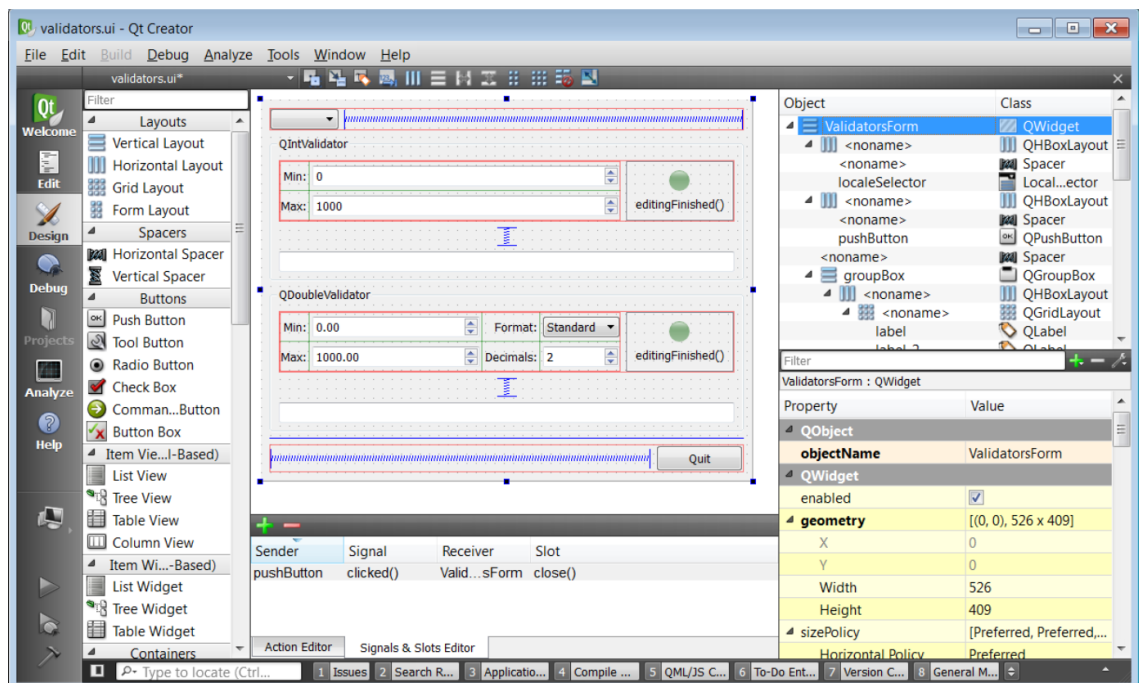 validators.ui - Qt Creator
File Edit Build Debug Analyze Tools Window Help
validators.ui*
Qt
Welcome
Edit
Design
Debug
Projects
Analyze
Help
Filter
Layouts
Vertical Layout
Horizontal Layout
Grid Layout
Form Layout
Spacers
Horizontal Spacer
Vertical Spacer
Buttons
OK Push Button
Tool Button
Radio Button
Check Box
Comman...Button
Button Box
Item Vie...l-Based)
List View
Tree View
Table View
Column View
Item Wi...-Based)
List Widget
Tree Widget
Table Widget
Containers
QIntValidator
Min: 0
Max: 1000
editingFinished()
QDoubleValidator
Min: 0.00 Format: Standard
Max: 1000.00 Decimals: 2
editingFinished()
Quit
Sender Signal Receiver Slot
pushButton clicked() Valid...sForm close()
Action Editor Signals & Slots Editor
Object Class
ValidatorsForm QWidget
<noname> QHBoxLayout
<noname> Spacer
localeSelector Local...ector
<noname> QHBoxLayout
<noname> Spacer
pushButton OK QPushButton
<noname> Spacer
groupBox QGroupBox
<noname> QHBoxLayout
<noname> QGridLayout
label QLabel
label_2 QLabel
Filter
ValidatorsForm : QWidget
Property Value
QObject
objectName ValidatorsForm
QWidget
enabled
geometry [(0, 0), 526 x 409]
X 0
Y 0
Width 526
Height 409
sizePolicy [Preferred, Preferred,...
Horizontal Policy Preferred
Type to locate (Ctrl... 1 Issues 2 Search R... 3 Applicatio... 4 Compile ... 5 QML/JS C... 6 To-Do Ent... 7 Version C... 8 General M...